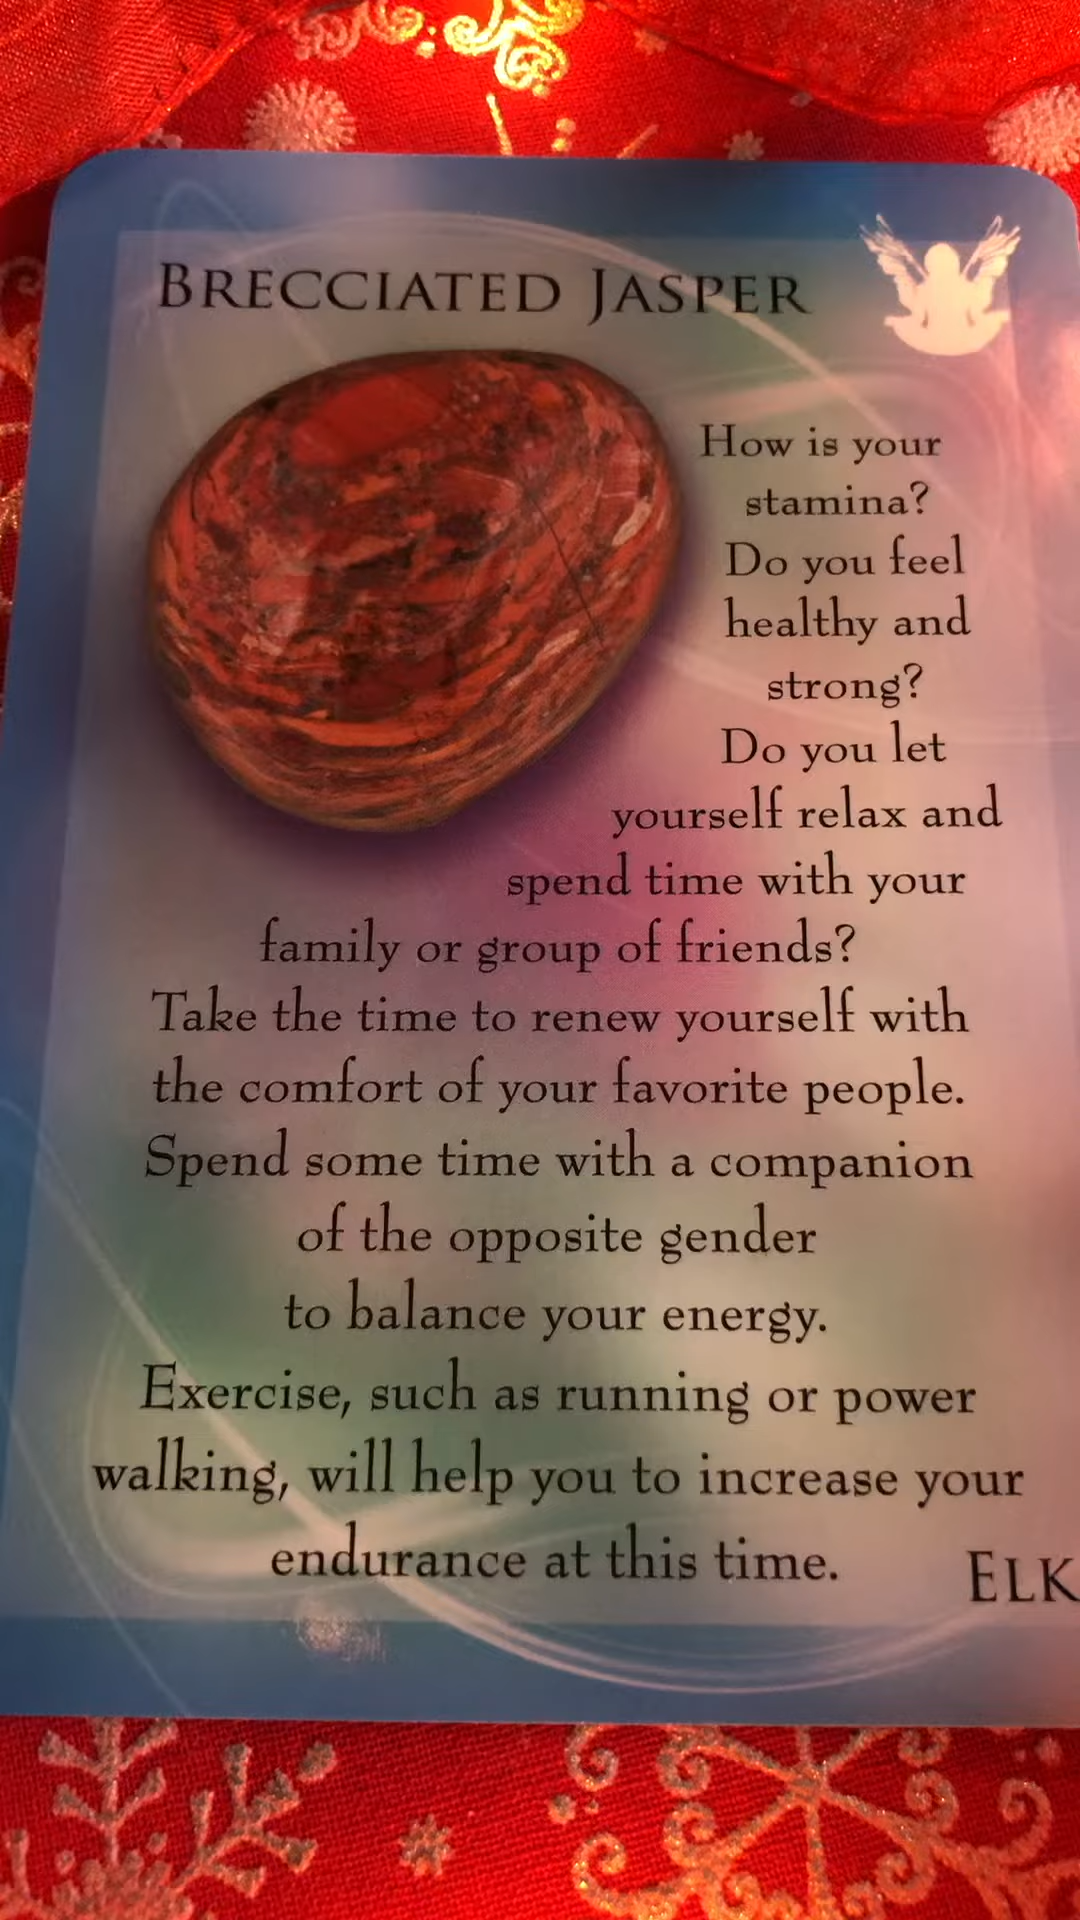 BRECCIATED JASPER
How is your
stamina?
Do you feel
healthy and
strong?
Do you let
yourself relax and
spend time with your
family or group of friends?
Take the time to renew yourself with
the comfort of your favorite people.
Spend some time with a companion
of the opposite gender
to balance your energy.
Exercise, such as running or power
walking, will help you to increase your
endurance at this time.
ELK